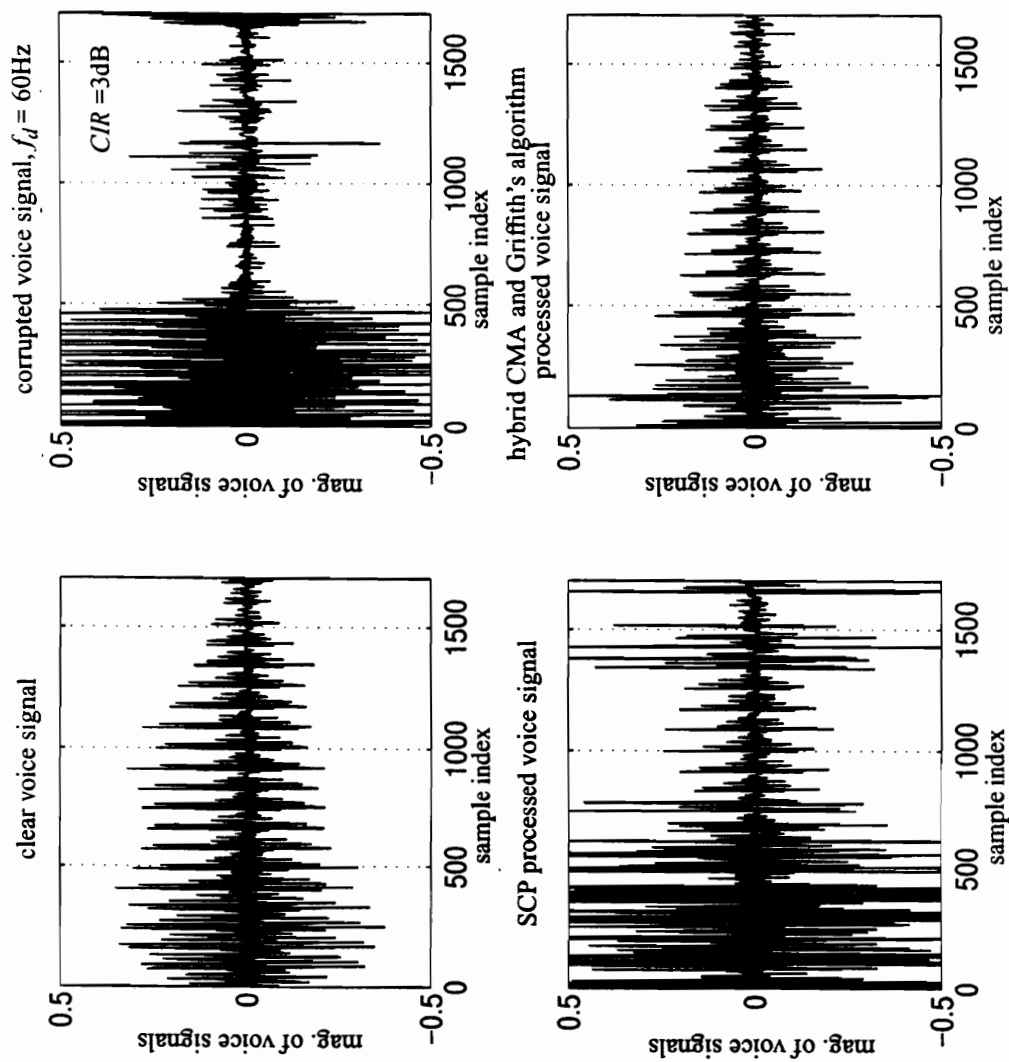 clear voice signal
0.5
0
-0.5
mag. of voice signals
0
500
1000
1500
sample index
corrupted voice signal, f_d = 60Hz
CIR =3dB
0.5
0
-0.5
mag. of voice signals
0
500
1000
1500
sample index
SCP processed voice signal
0.5
0
-0.5
mag. of voice signals
0
500
1000
1500
sample index
hybrid CMA and Griffith's algorithm
processed voice signal
0.5
0
-0.5
mag. of voice signals
0
500
1000
1500
sample index